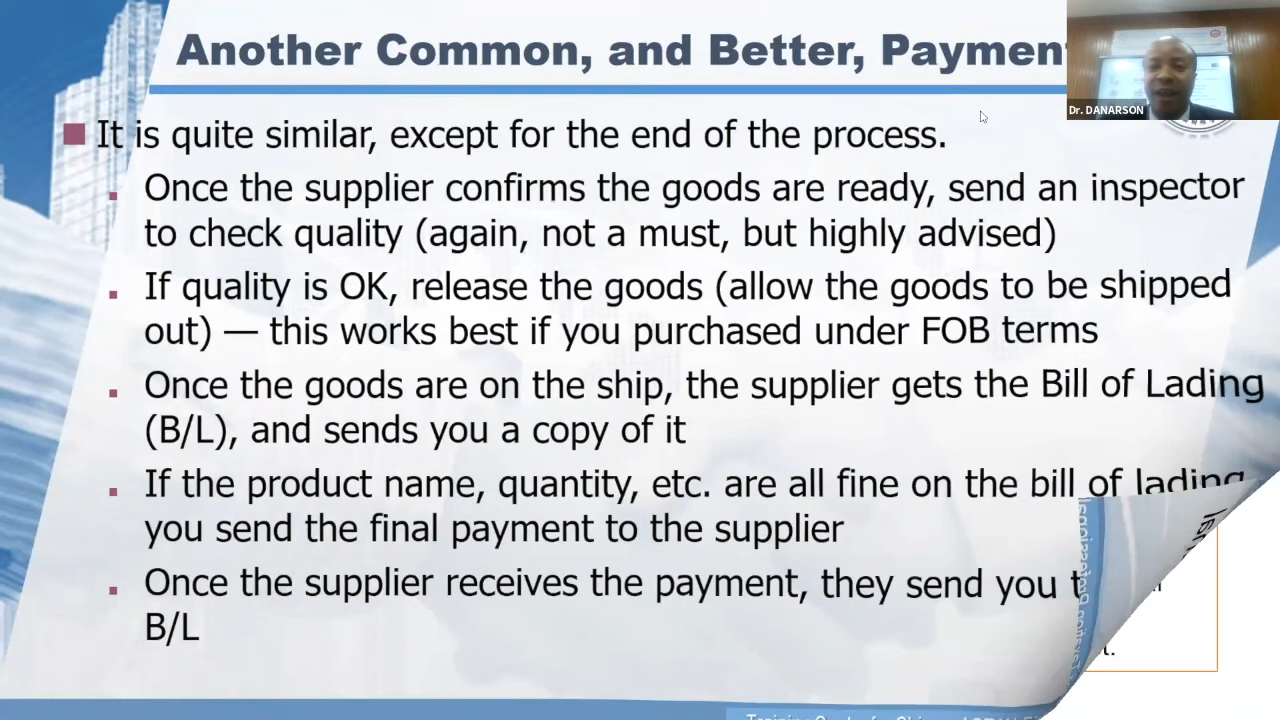 Another Common, and Better, Payment
Dr. DANARSON
It is quite similar, except for the end of the process.
Once the supplier confirms the goods are ready, send an inspector
to check quality (again, not a must, but highly advised)
If quality is OK, release the goods (allow the goods to be shipped
out) — this works best if you purchased under FOB terms
Once the goods are on the ship, the supplier gets the Bill of Lading
(B/L), and sends you a copy of it
If the product name, quantity, etc. are all fine on the bill of lading
you send the final payment to the supplier
Once the supplier receives the payment, they send you
B/L